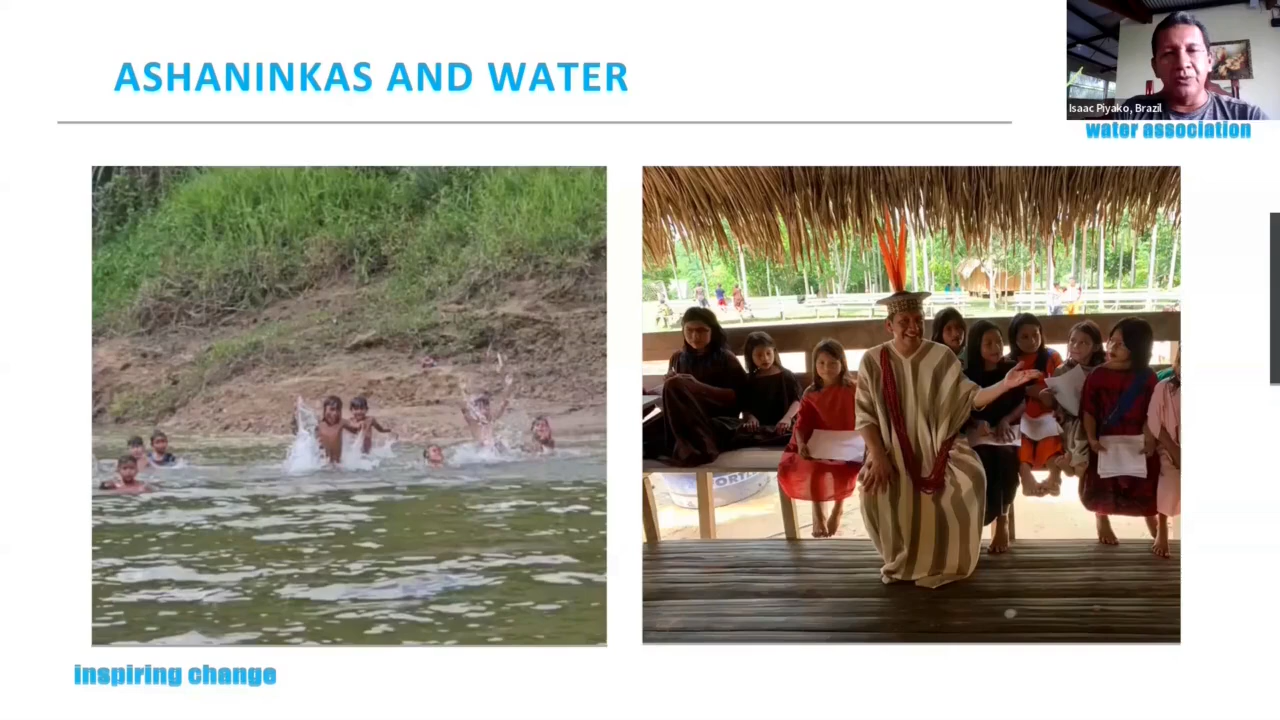 ASHANINKAS AND WATER
Isaac Piyako, Brazil
water association
inspiring change